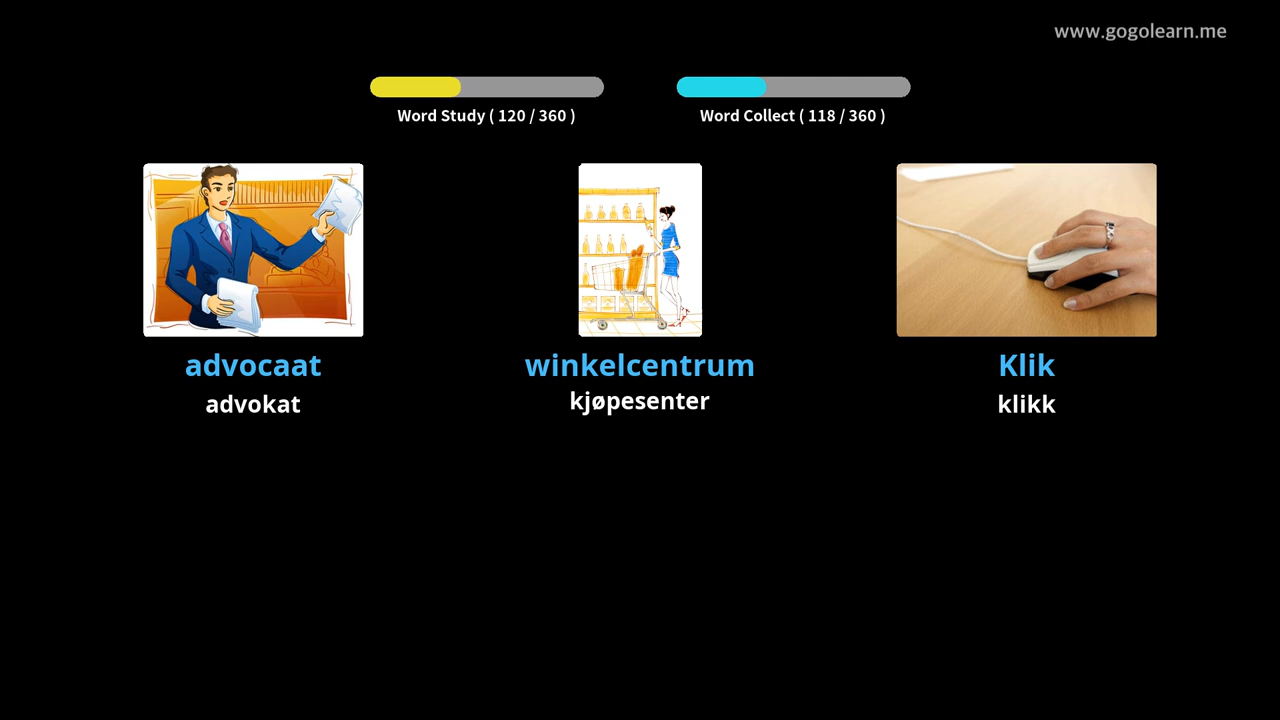 www.gogolearn.me
Word Study ( 120 / 360 )
Word Collect ( 118 / 360 )
advocaat
advokat
winkelcentrum
kjøpesenter
Klik
klikk